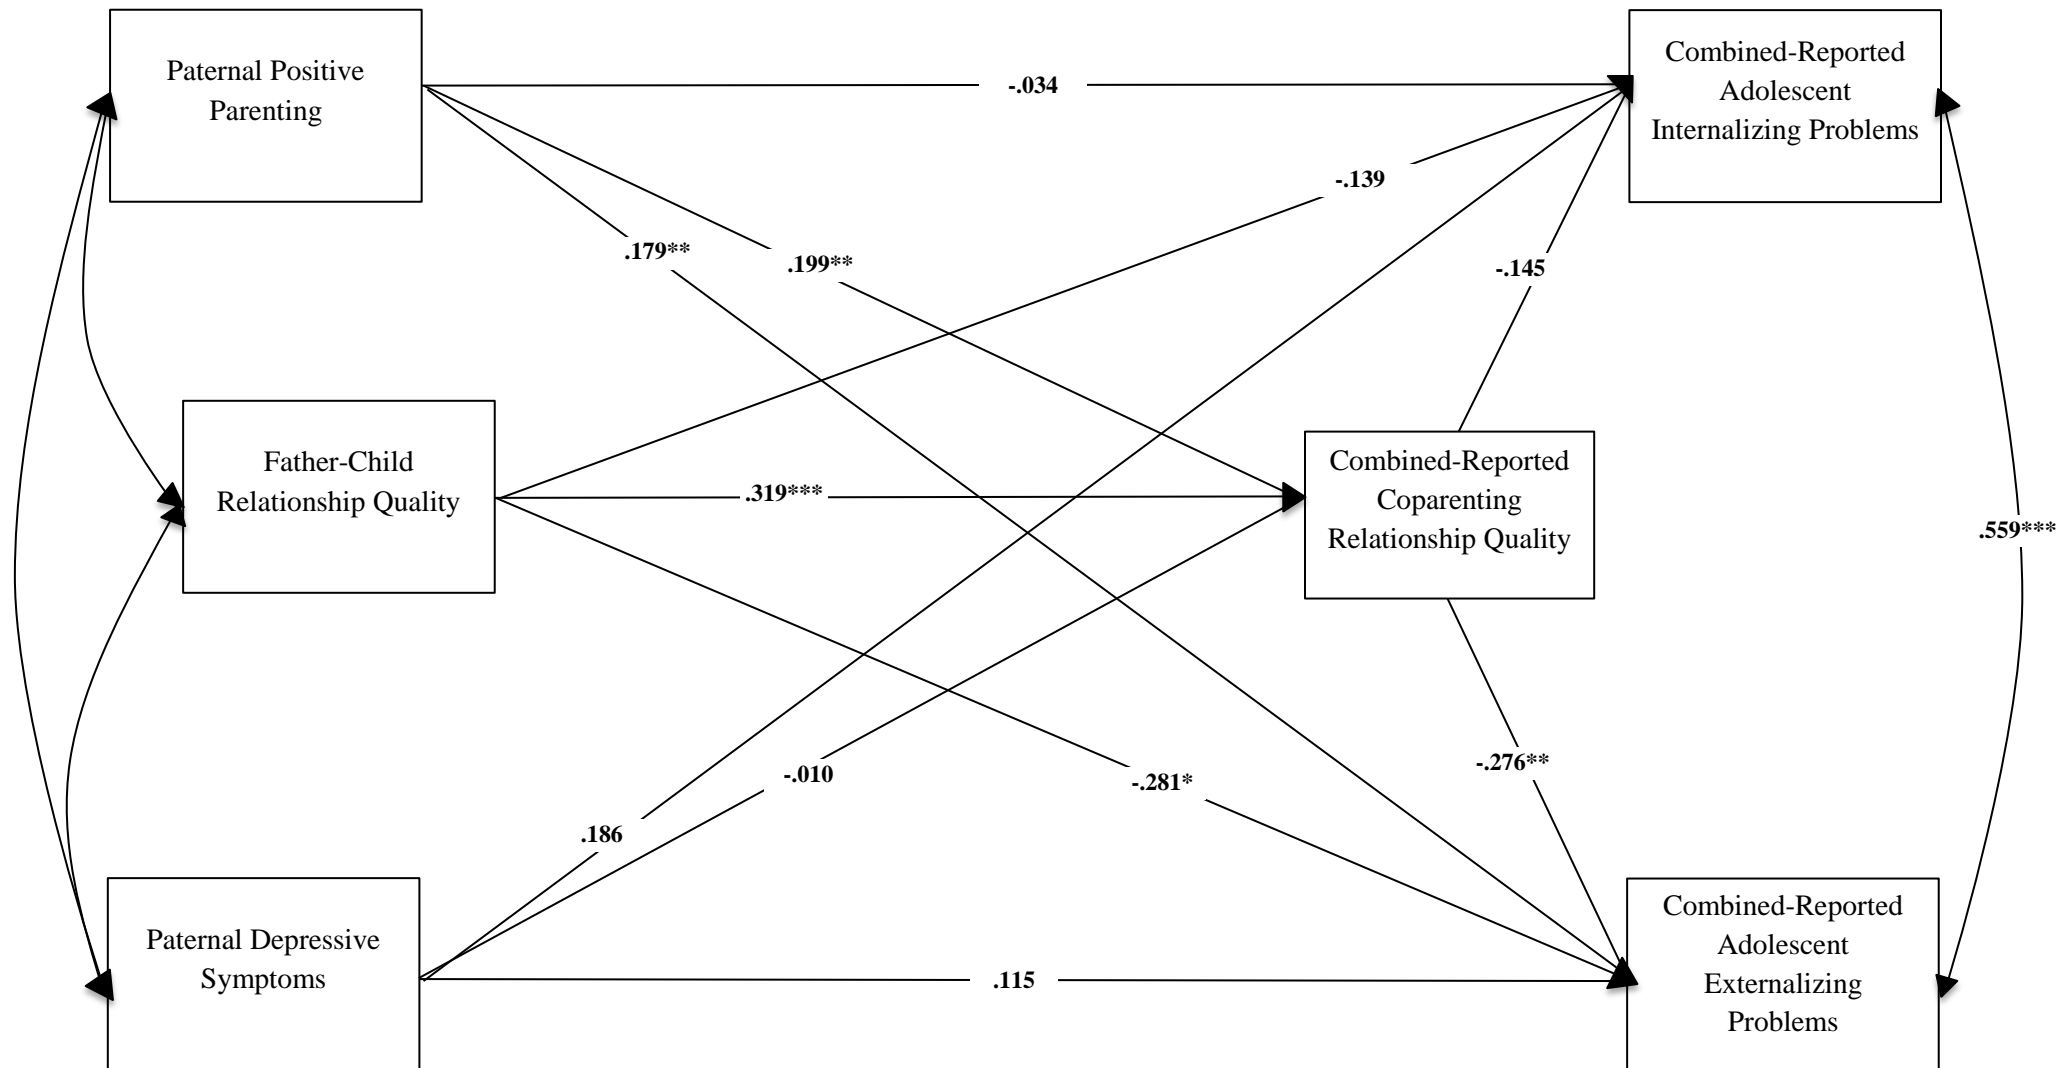 Paternal Positive
Parenting
-.034
Combined-Reported
Adolescent
Internalizing Problems
-.139
.179**
.199**
-.145
Father-Child
Relationship Quality
.319***
Combined-Reported
Coparenting
Relationship Quality
.559***
-.276**
-.010
-.281*
.186
Paternal Depressive
Symptoms
.115
Combined-Reported
Adolescent
Externalizing
Problems